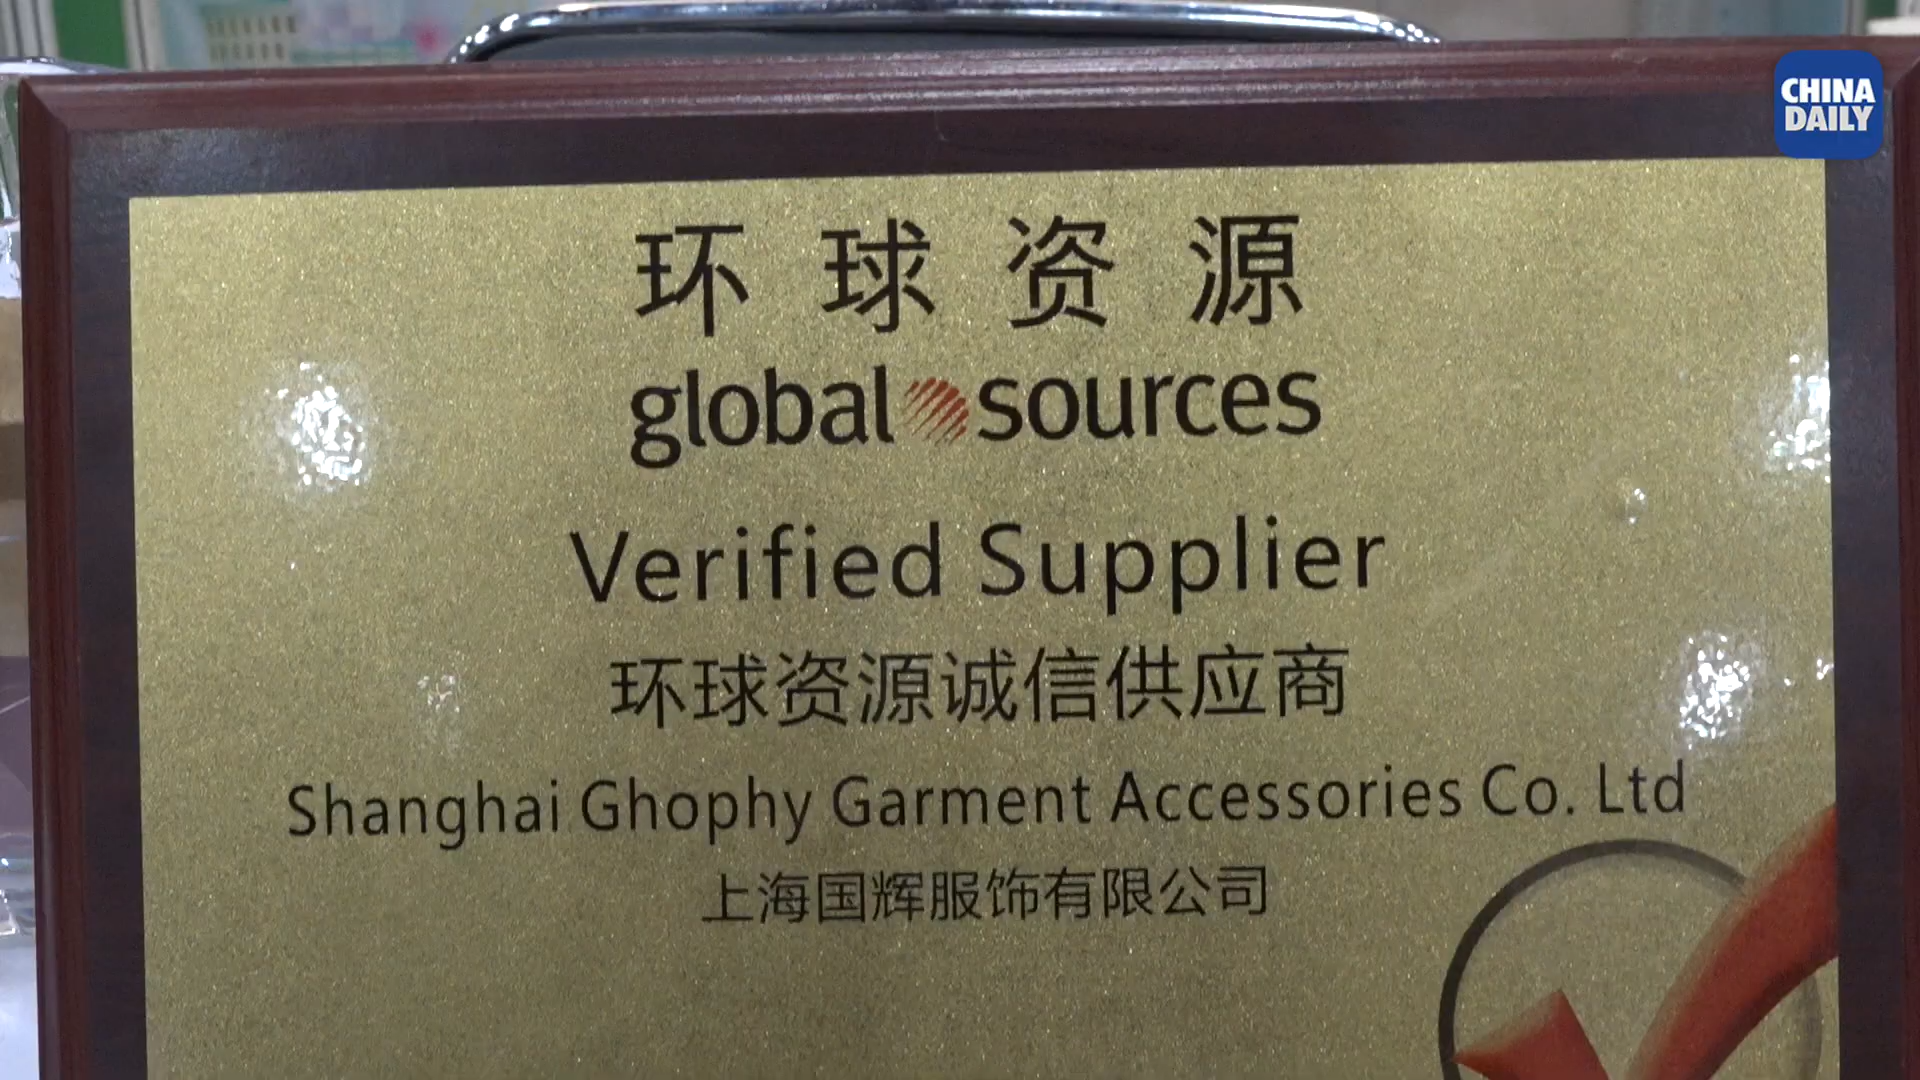 CHINA
DAILY
环球资源
global sources
Verified Supplier
环球资源诚信供应商
Shanghai Ghophy Garment Accessories Co. Ltd
上海国辉服饰有限公司